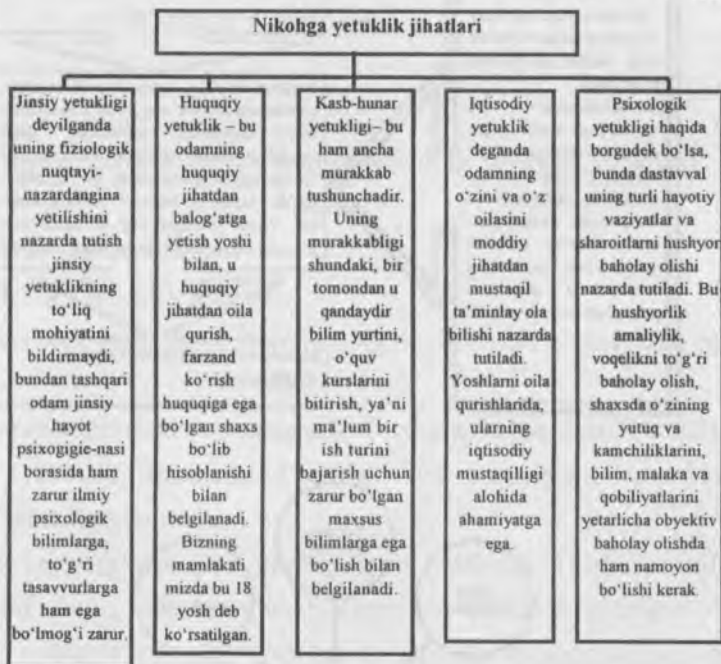 Nikohga yetuklik jihatlari
Jinsiy yetukligi
deyilganda
uning fiziologik
nuqtayi-
nazardangina
yetilishini
nazarda tutish
jinsiy
yetuklikning
to‘liq
mohiyatini
bildirmaydi,
bundan tashqari
odam jinsiy
hayot
psixogigie-nasi
borasida ham
zarur ilmiy
psixologik
bilimlarga,
to‘g‘ri
tasavvurlarga
ham ega
bo‘lmog‘i zarur.
Huquqiy
yetuklik – bu
odamning
huquqiy
jihatdan
balog‘atga
yetish yoshi
bilan, u
huquqiy
jihatdan oila
qurish,
farzand
ko‘rish
huquqiga ega
bo‘lgan shaxs
bo‘lib
hisoblanishi
bilan
belgilanadi.
Bizning
mamlakati
mizda bu 18
yosh deb
ko‘rsatilgan.
Kasb-hunar
yetukligi– bu
ham ancha
murakkab
tushunchadir.
Uning
murakkabligi
shundaki, bir
tomondan u
qandaydir
bilim yurtini,
o‘quv
kurslarini
bitirish, ya’ni
ma’lum bir
ish turini
bajarish uchun
zarur bo‘lgan
maxsus
bilimlarga ega
bo‘lish bilan
belgilanadi.
Iqtisodiy
yetuklik
deganda
odamning
o‘zini va o‘z
oilasini
moddiy
jihatdan
mustaqil
ta’minlay ola
bilishi nazarda
tutiladi.
Yoshlarni oila
qurishlarida,
ularning
iqtisodiy
mustaqilligi
alohida
ahamiyatga
ega.
Psixologik
yetukligi haqida
borgudek bo‘lsa,
bunda dastavval
uning turli hayotiy
vaziyatlar va
sharoitlarni hushyor
baholay olishi
nazarda tutiladi. Bu
hushyorlik
amaliylik,
voqelikni to‘g‘ri
baholay olish,
shaxsda o‘zining
yutuq va
kamchiliklarini,
bilim, malaka va
qobiliyatlarini
yetarlicha obyektiv
baholay olishda
ham namoyon
bo‘lishi kerak.